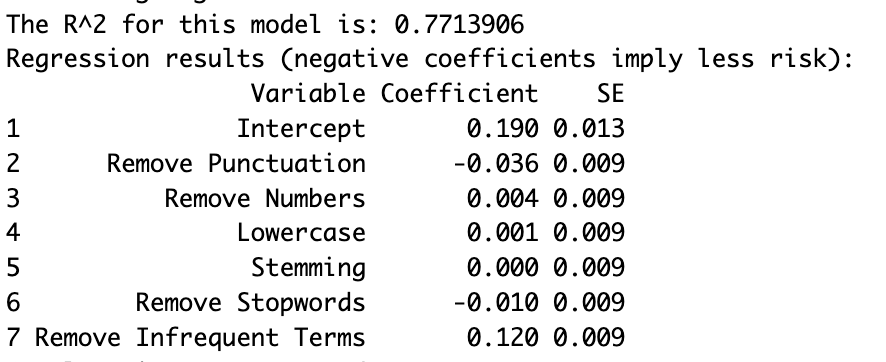 The R^2 for this model is: 0.7713906
Regression results (negative coefficients imply less risk):
Variable Coefficient SE
1 Intercept 0.190 0.013
2 Remove Punctuation -0.036 0.009
3 Remove Numbers 0.004 0.009
4 Lowercase 0.001 0.009
5 Stemming 0.000 0.009
6 Remove Stopwords -0.010 0.009
7 Remove Infrequent Terms 0.120 0.009